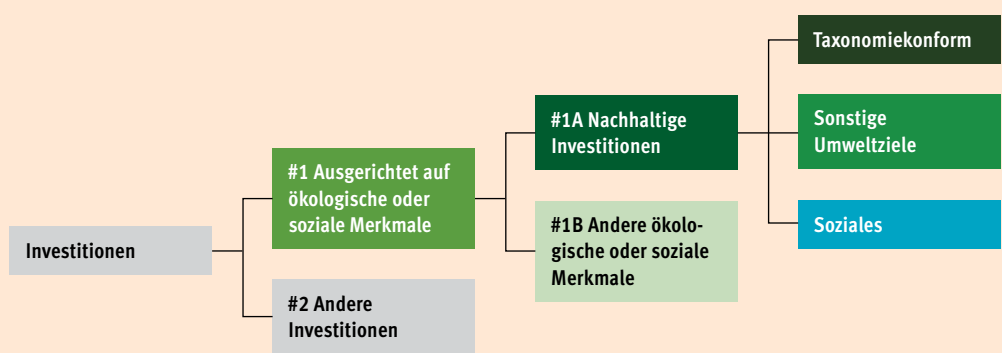 Investitionen
#1 Ausgerichtet auf
ökologische oder
soziale Merkmale
#2 Andere
Investitionen
#1A Nachhaltige
Investitionen
#1B Andere ökolo-
gische oder soziale
Merkmale
Taxonomiekonform
Sonstige
Umweltziele
Soziales